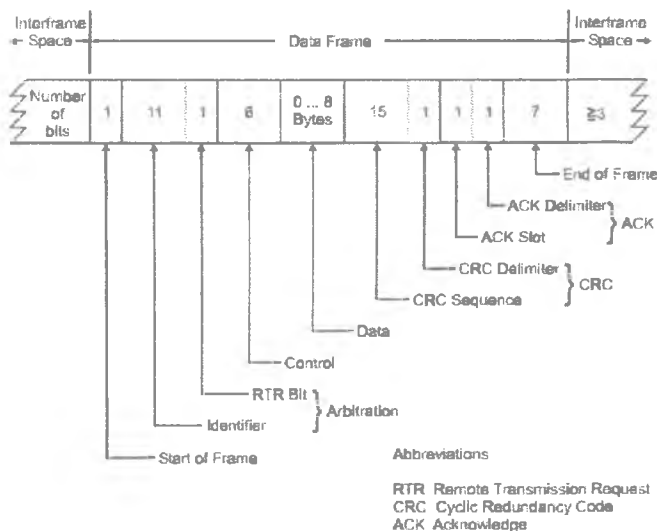 Interframe Space
Data Frame
Interframe Space
Number of bits
1
11
1
6
0 ... 8 Bytes
15
1
1
1
7
≧3
End of Frame
ACK Delimiter
ACK
ACK Slot
CRC Delimiter
CRC
CRC Sequence
Data
Control
RTR Bit
Arbitration
Identifier
Start of Frame
Abbreviations
RTR Remote Transmission Request
CRC Cyclic Redundancy Code
ACK Acknowledge